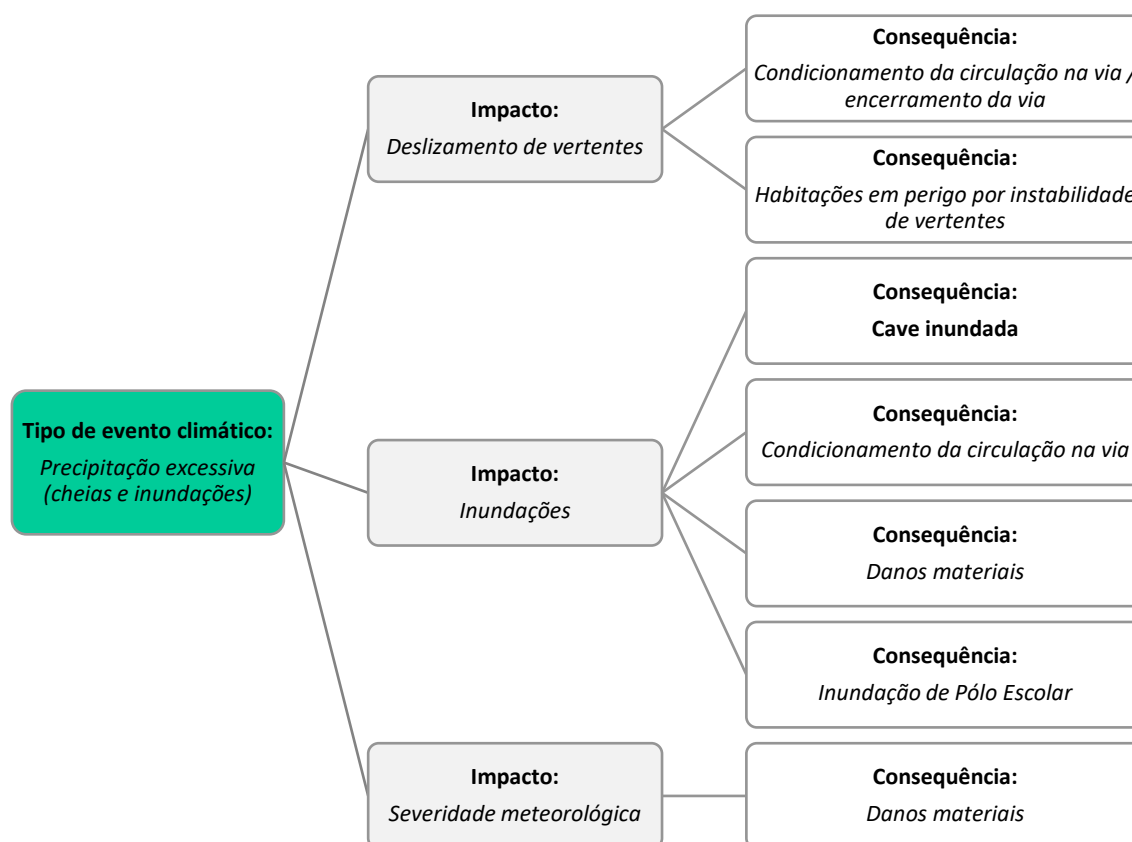 Tipo de evento climático:
Precipitação excessiva
(cheias e inundações)
Impacto:
Deslizamento de vertentes
Consequência:
Condicionamento da circulação na via /
encerramento da via
Consequência:
Habitações em perigo por instabilidade
de vertentes
Impacto:
Inundações
Consequência:
Cave inundada
Consequência:
Condicionamento da circulação na via
Consequência:
Danos materiais
Consequência:
Inundação de Pólo Escolar
Impacto:
Severidade meteorológica
Consequência:
Danos materiais